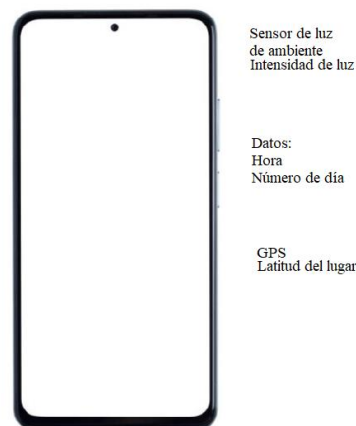 Sensor de luz
de ambiente
Intensidad de luz
Datos:
Hora
Número de día
GPS
Latitud del lugar